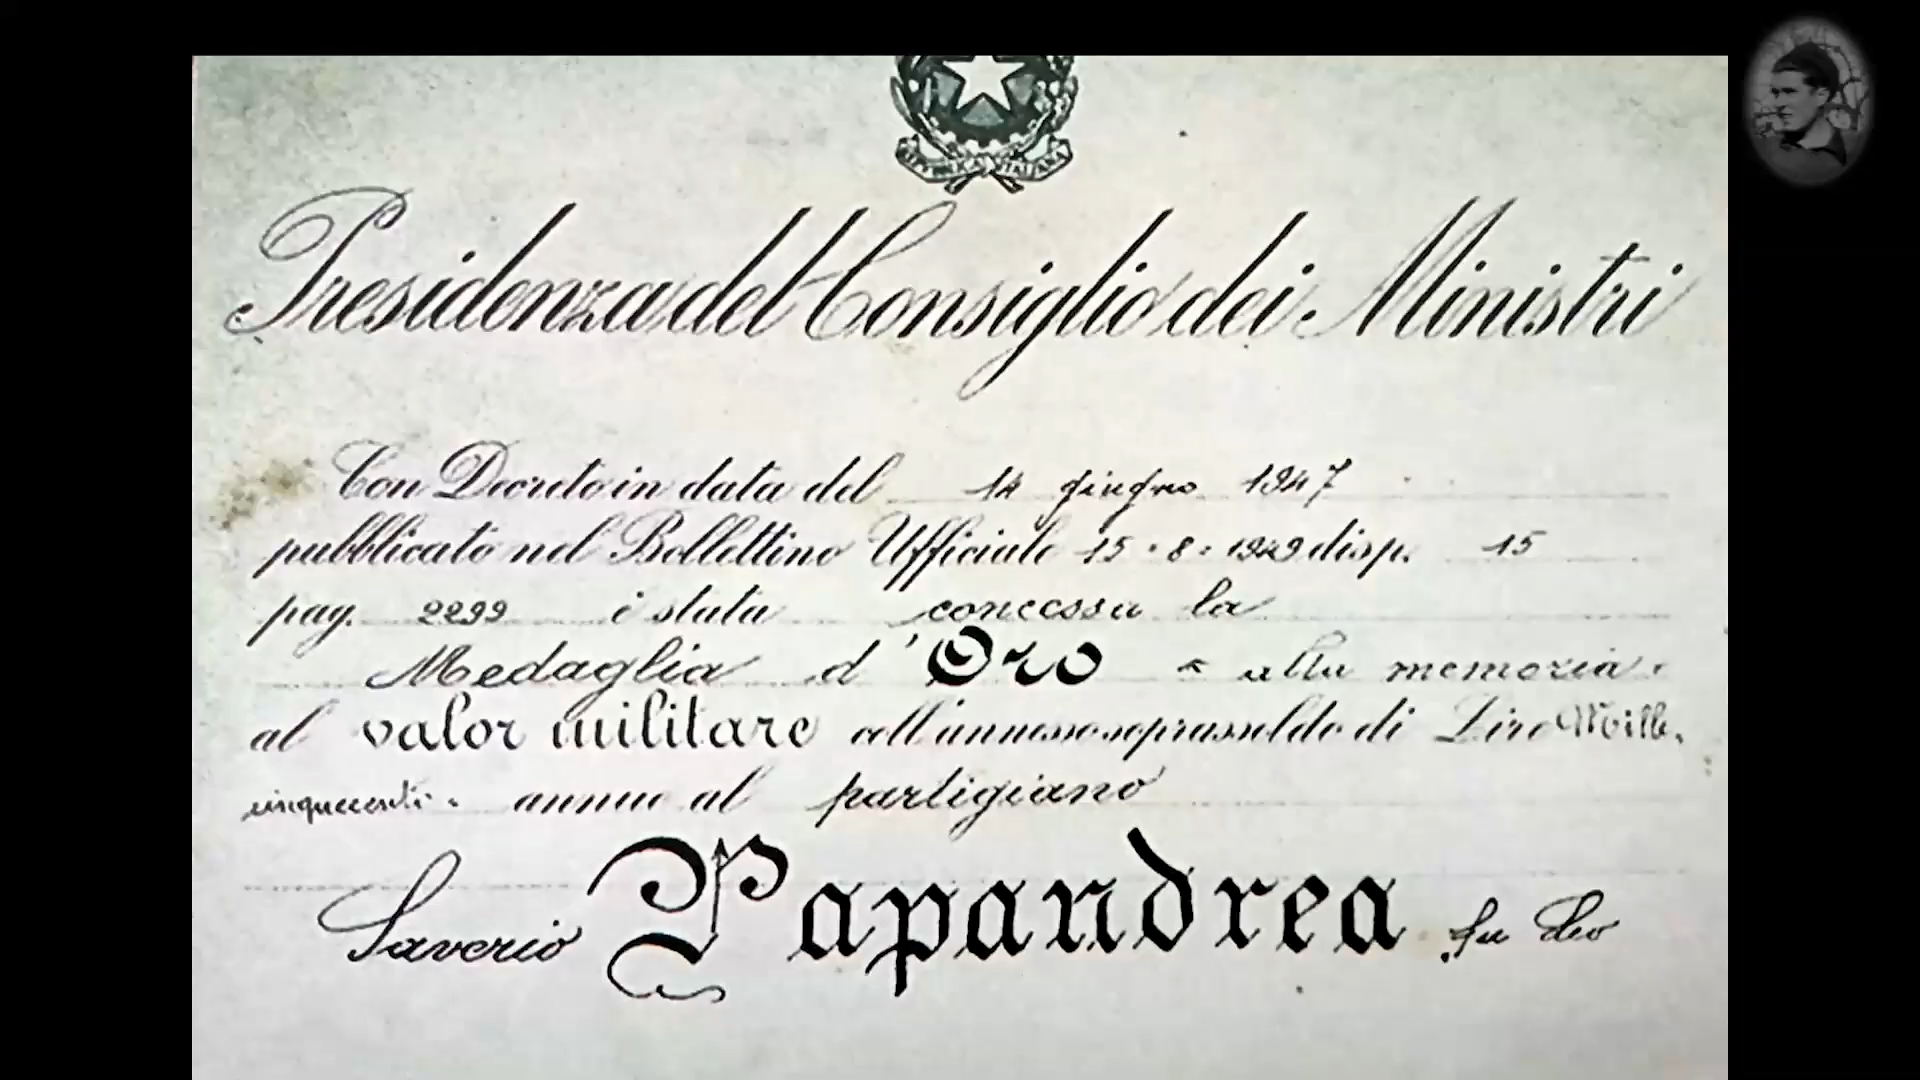 REPVBBLICA ITALIANA
Presidenza del Consiglio dei Ministri
Con Decreto in data del 14 giugno 1947
pubblicato nel Bollettino Ufficiale 15 · 8 · 1949 disp. 15
pag. 2299 è stata concessa la
Medaglia d'Oro "alla memoria"
al valor militare coll'annesso soprassoldo di Lire Mille
cinquecento annue al partigiano
Saverio Papandrea fu